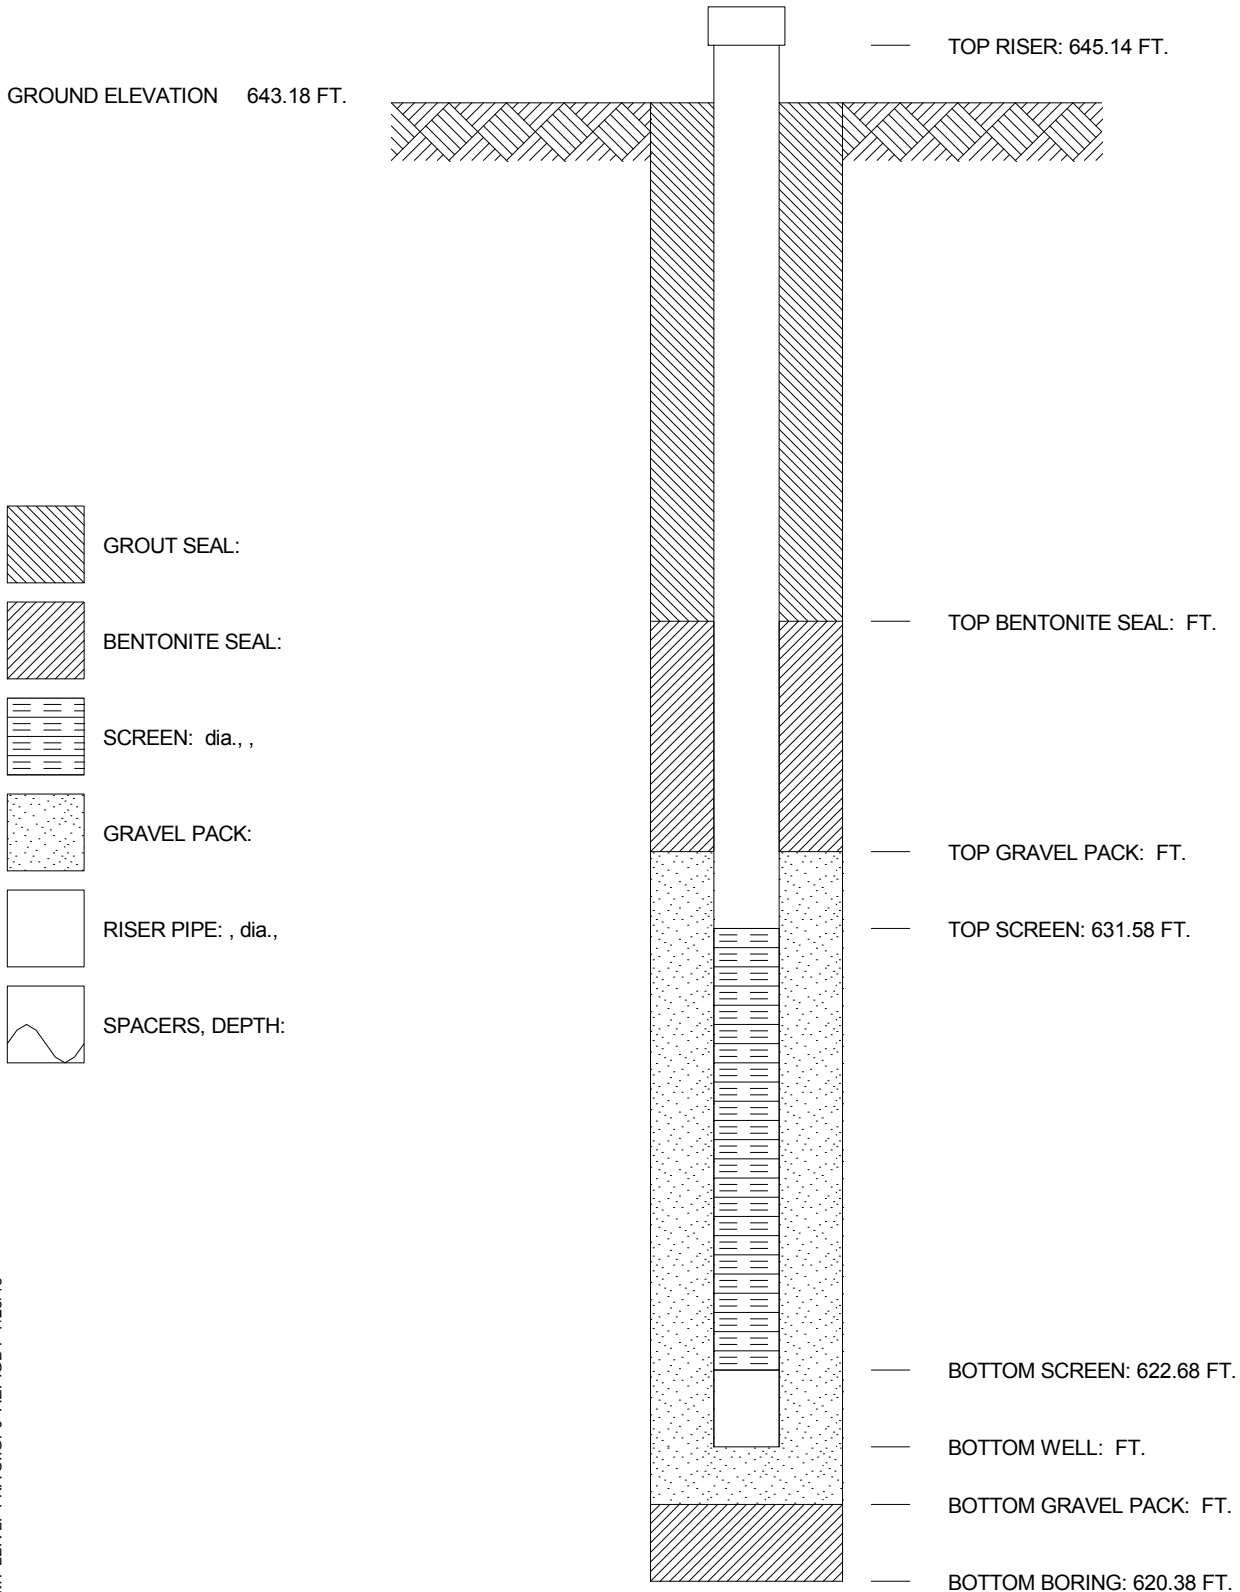 TOP RISER: 645.14 FT.
GROUND ELEVATION 643.18 FT.
GROUT SEAL:
TOP BENTONITE SEAL: FT.
BENTONITE SEAL:
SCREEN: dia., ,
GRAVEL PACK:
TOP GRAVEL PACK: FT.
RISER PIPE: , dia.,
TOP SCREEN: 631.58 FT.
SPACERS, DEPTH:
BOTTOM SCREEN: 622.68 FT.
BOTTOM WELL: FT.
BOTTOM GRAVEL PACK: FT.
BOTTOM BORING: 620.38 FT.